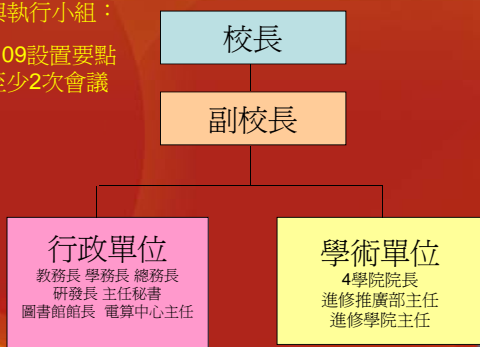 執行小組：
09設置要點
至少2次會議
校長
副校長
行政單位
教務長 學務長 總務長
研發長 主任秘書
圖書館館長 電算中心主任
學術單位
4學院院長
進修推廣部主任
進修學院主任